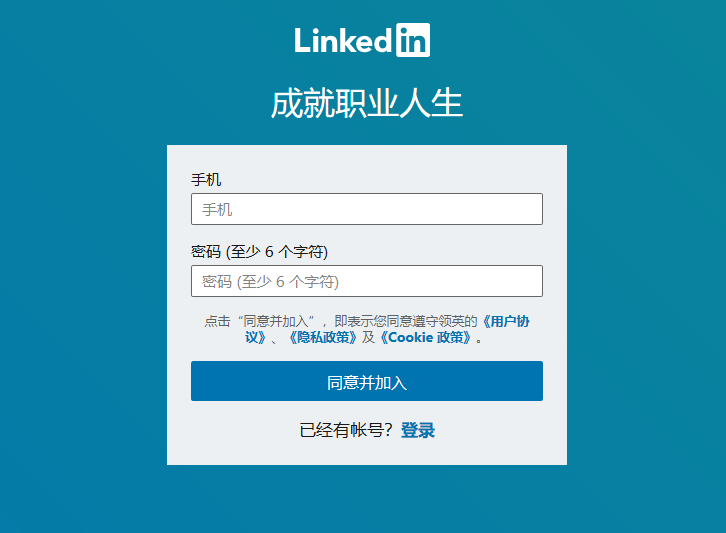 LinkedIn
成就职业人生
手机
手机
密码 (至少 6 个字符)
密码 (至少 6 个字符)
点击“同意并加入”，即表示您同意遵守领英的《用户协
议》、《隐私政策》及《Cookie 政策》。
同意并加入
已经有帐号？登录